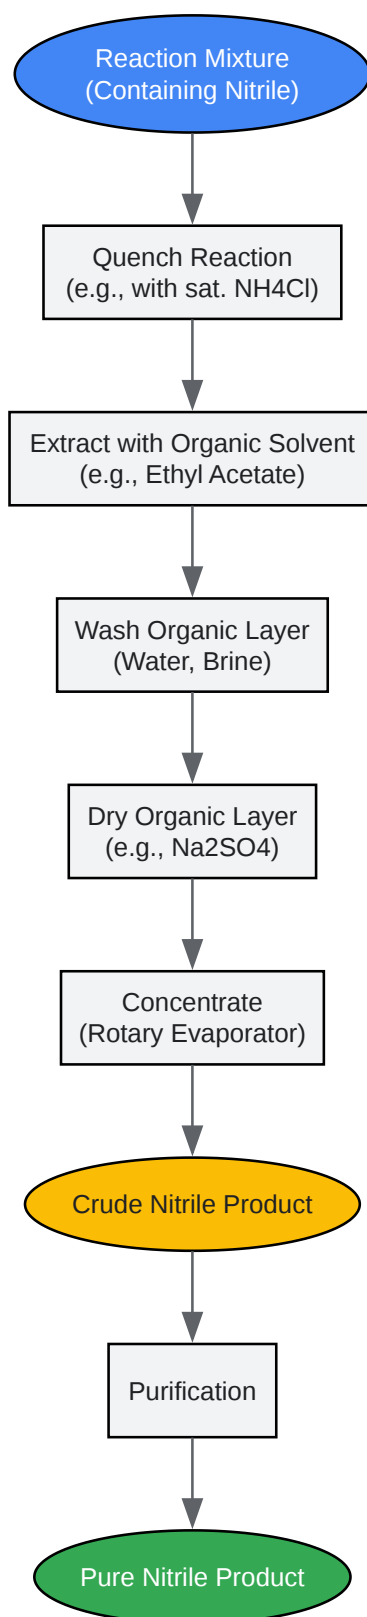 Reaction Mixture
(Containing Nitrile)
Quench Reaction
(e.g., with sat. NH4Cl)
Extract with Organic Solvent
(e.g., Ethyl Acetate)
Wash Organic Layer
(Water, Brine)
Dry Organic Layer
(e.g., Na2SO4)
Concentrate
(Rotary Evaporator)
Crude Nitrile Product
Purification
Pure Nitrile Product